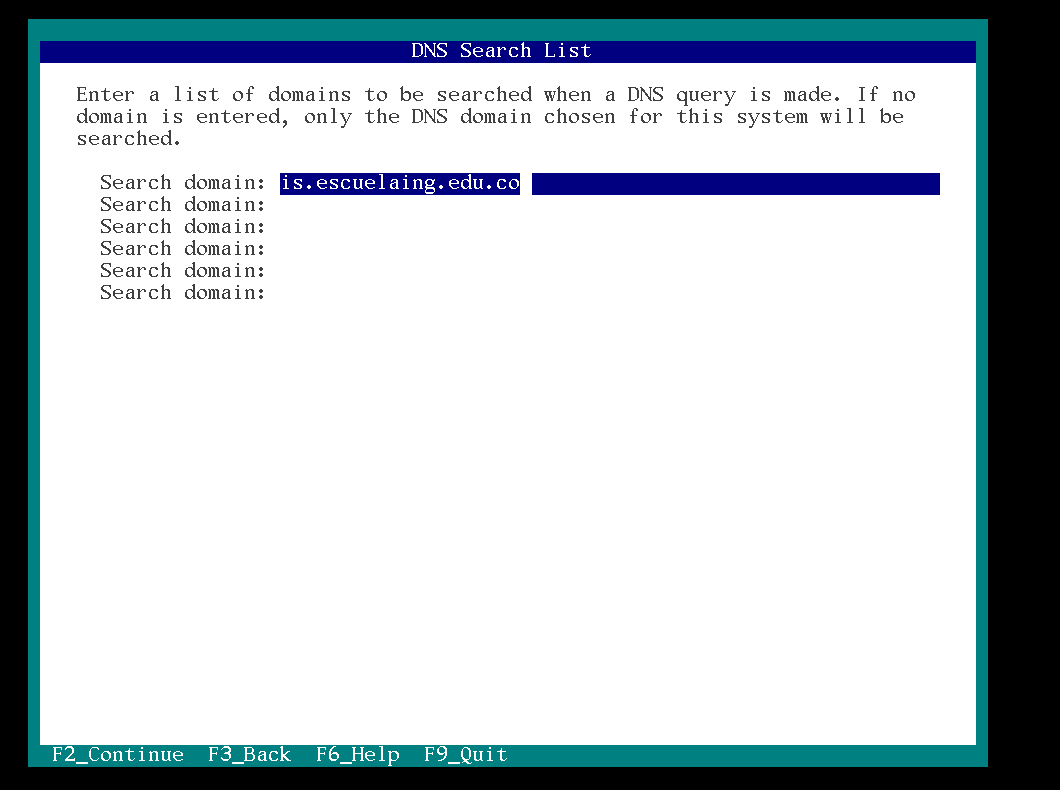 DNS Search List
Enter a list of domains to be searched when a DNS query is made. If no
domain is entered, only the DNS domain chosen for this system will be
searched.
Search domain: is.escuelaing.edu.co
Search domain:
Search domain:
Search domain:
Search domain:
Search domain:
F2_Continue F3_Back F6_Help F9_Quit